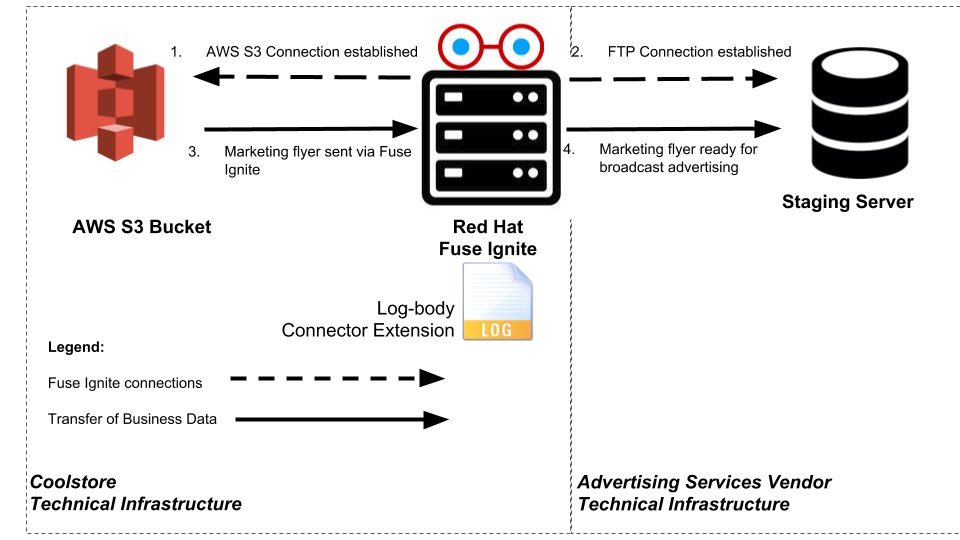 1. AWS S3 Connection established
2. FTP Connection established
3. Marketing flyer sent via Fuse
Ignite
4. Marketing flyer ready for
broadcast advertising
AWS S3 Bucket
Red Hat
Fuse Ignite
Staging Server
Log-body
Connector Extension
LOG
Legend:
Fuse Ignite connections
Transfer of Business Data
Coolstore
Technical Infrastructure
Advertising Services Vendor
Technical Infrastructure